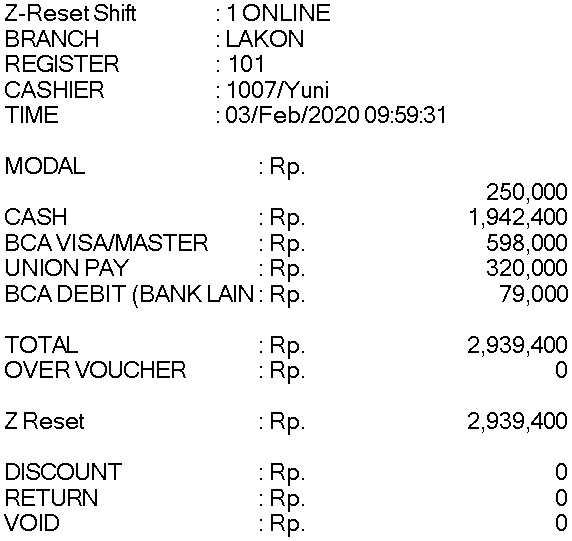 Z-Reset Shift : 1 ONLINE
BRANCH : LAKON
REGISTER : 101
CASHIER : 1007/Yuni
TIME : 03/Feb/2020 09:59:31
MODAL : Rp.
250,000
CASH : Rp. 1,942,400
BCA VISA/MASTER : Rp. 598,000
UNION PAY : Rp. 320,000
BCA DEBIT (BANK LAIN : Rp. 79,000
TOTAL : Rp. 2,939,400
OVER VOUCHER : Rp. 0
Z Reset : Rp. 2,939,400
DISCOUNT : Rp. 0
RETURN : Rp. 0
VOID : Rp. 0